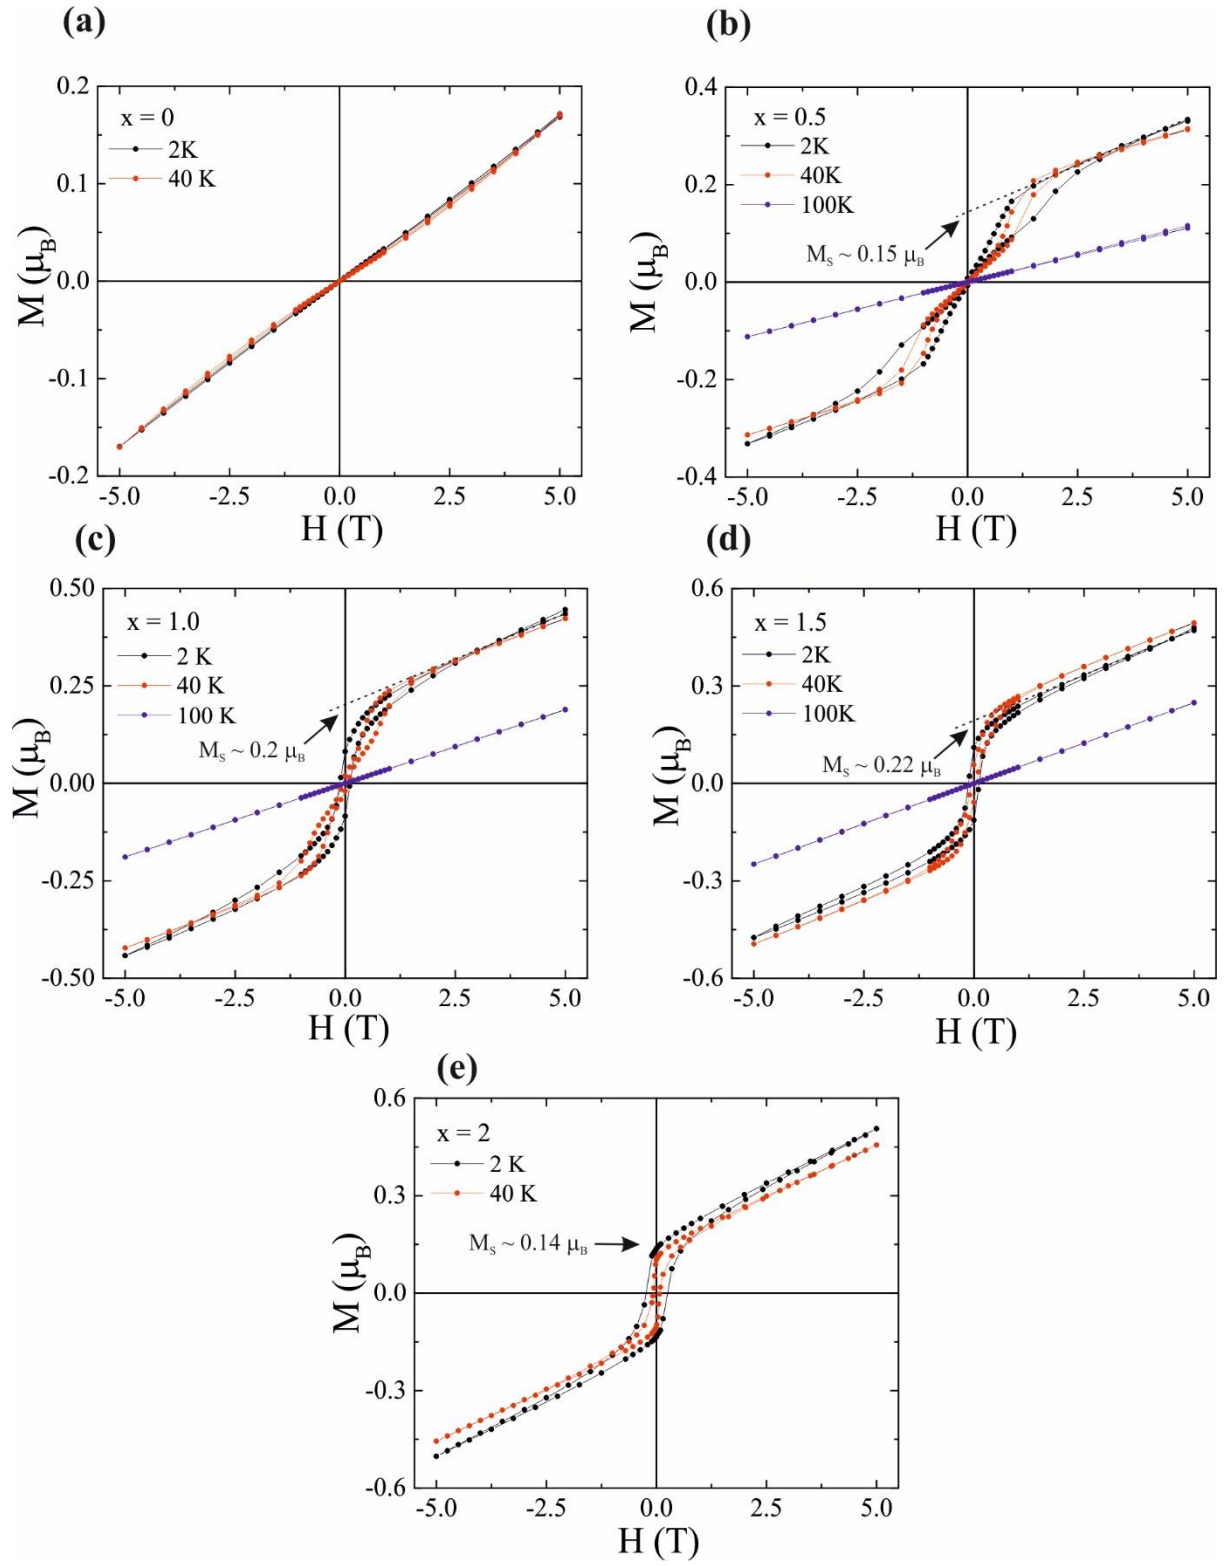 (a)
0.2
0.1
0.0
-0.1
-0.2
M (μB)
x = 0
2K
40 K
-5.0 -2.5 0.0 2.5 5.0
H (T)
(b)
0.4
0.2
0.0
-0.2
-0.4
M (μB)
x = 0.5
2K
40K
100K
MS ~ 0.15 μB
-5.0 -2.5 0.0 2.5 5.0
H (T)
(c)
0.50
0.25
0.00
-0.25
-0.50
M (μB)
x = 1.0
2 K
40 K
100 K
MS ~ 0.2 μB
-5.0 -2.5 0.0 2.5 5.0
H (T)
(d)
0.6
0.3
0.0
-0.3
-0.6
M (μB)
x = 1.5
2K
40K
100K
MS ~ 0.22 μB
-5.0 -2.5 0.0 2.5 5.0
H (T)
(e)
0.6
0.3
0.0
-0.3
-0.6
M (μB)
x = 2
2 K
40 K
MS ~ 0.14 μB
-5.0 -2.5 0.0 2.5 5.0
H (T)